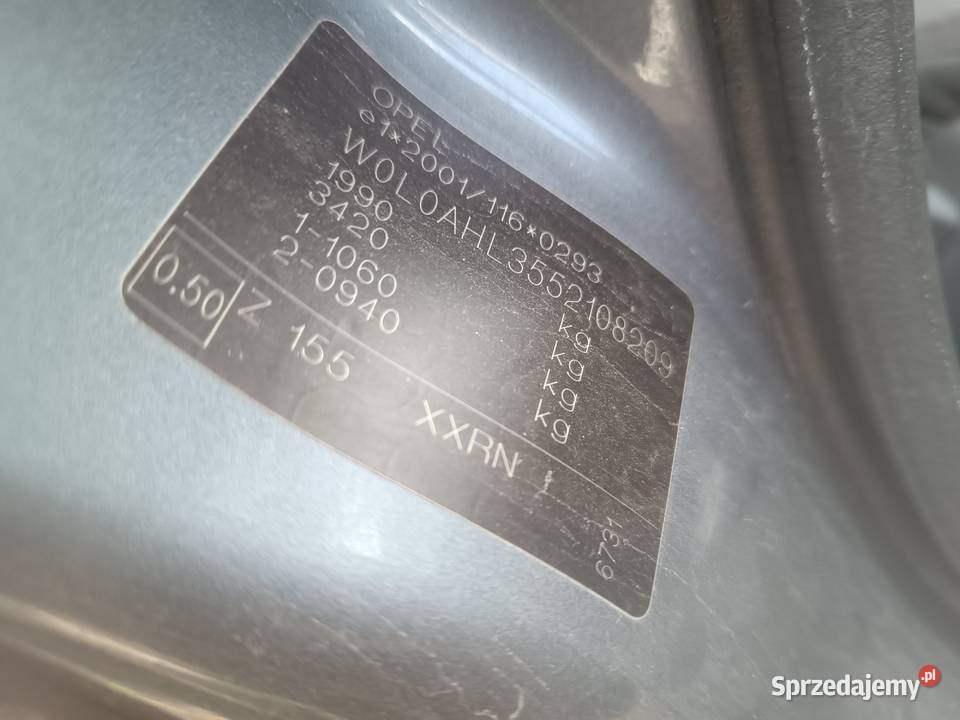 OPEL
e1*2001/116*0293
W0L0AHL3552108209
1990 kg
3420 kg
1-1060 kg
2-0940 kg
0.50 Z 155 XXRN
6731
Sprzedajemy.pl